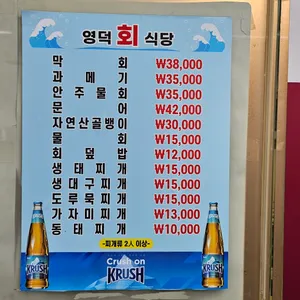 영덕 회 식당
막 회 ₩38,000
과 메 기 ₩35,000
안 주 물 회 ₩35,000
문 어 ₩42,000
자연산골뱅이 ₩30,000
물 회 ₩15,000
회 덮 밥 ₩12,000
생 태 찌 개 ₩15,000
생 대 구 찌 개 ₩15,000
도 루 묵 찌 개 ₩15,000
가 자 미 찌 개 ₩13,000
동 태 찌 개 ₩10,000
~찌개류 2人 이상~
Crush on
KRUSH
KRUSH
KRUSH